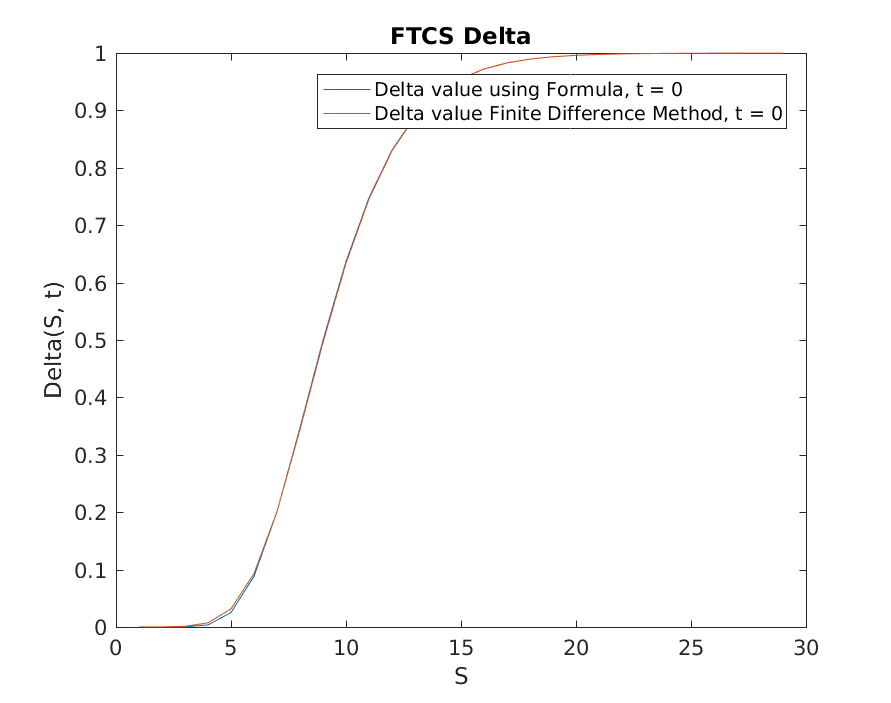 FTCS Delta
1
0.9
0.8
0.7
0.6
0.5
0.4
0.3
0.2
0.1
0
Delta(S, t)
Delta value using Formula, t = 0
Delta value Finite Difference Method, t = 0
0 5 10 15 20 25 30
S